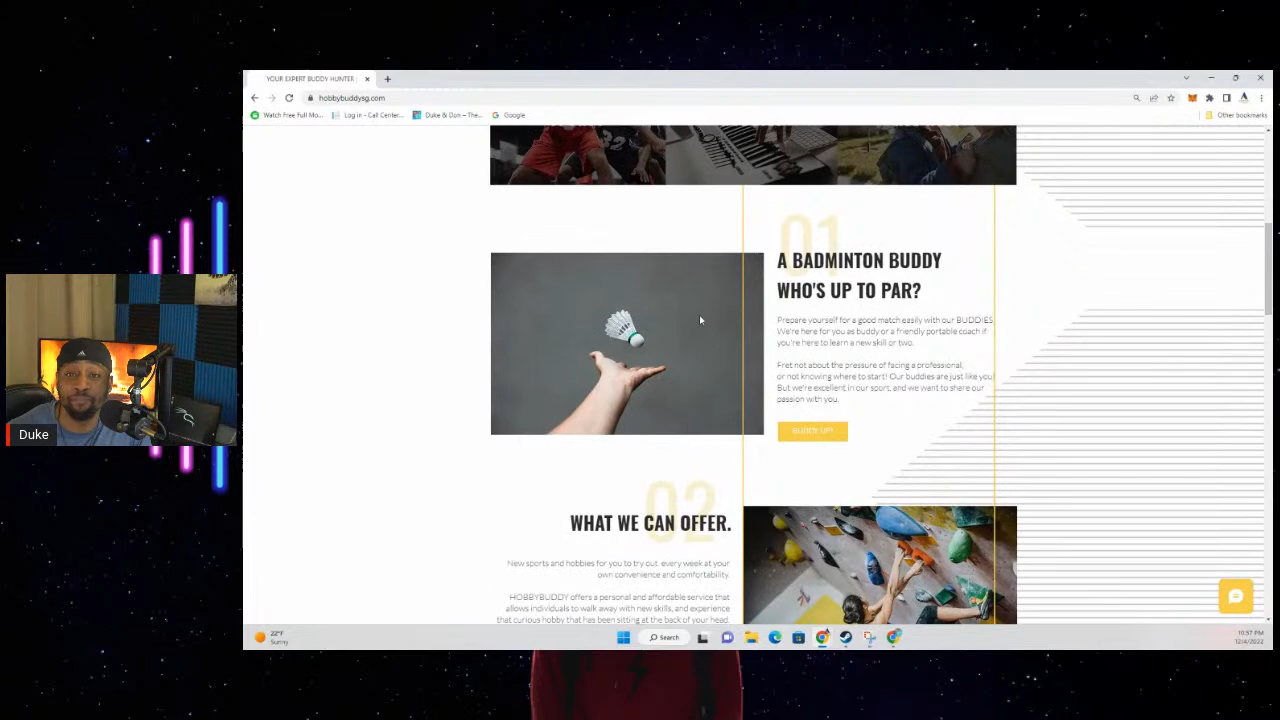 YOUR EXPERT BUDDY HUNTER
hobbybuddysg.com
Watch Free Full Mo...
Log in - Call Center...
Duke & Don – The...
Google
Other bookmarks
01
A BADMINTON BUDDY
WHO'S UP TO PAR?
Prepare yourself for a good match easily with our BUDDIES
We're here for you as buddy or a friendly portable coach if
you're here to learn a new skill or two.
Fret not about the pressure of facing a professional,
or not knowing where to start! Our buddies are just like you!
But we're excellent in our sport, and we want to share our
passion with you.
BUDDY UP!
02
WHAT WE CAN OFFER.
New sports and hobbies for you to try out every week at your
own convenience and comfortability.
HOBBYBUDDY offers a personal and affordable service that
allows individuals to walk away with new skills, and experience
that curious hobby that has been sitting at the back of your head.
Duke
22°F
Sunny
Search
10:57 PM
12/4/2022